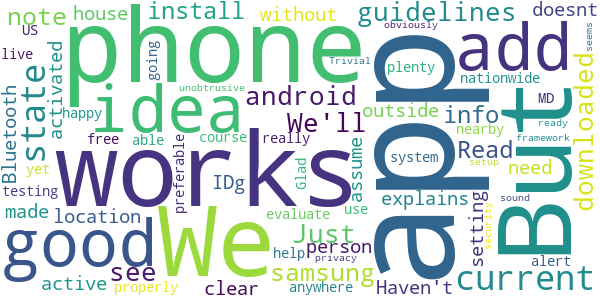 US
note
house
install
without
guidelines
obviously
doesnt
phone
live
state
activated
going
Trivial
plenty
add
nationwide
app
But
downloaded
Bluetooth
happy
idea
unobtrusive
android
We'll
outside
info
MD
nearby
ready
free
able
course
really
works
system
Read
framework
yet
testing
preferable
IDg
Glad
assume
explains
need
setup
made
location
We
evaluate
use
setting
security
sound
good
see
Just
person
help
anywhere
alert
active
properly
clear
samsung
privacy
Haven't
current
seems